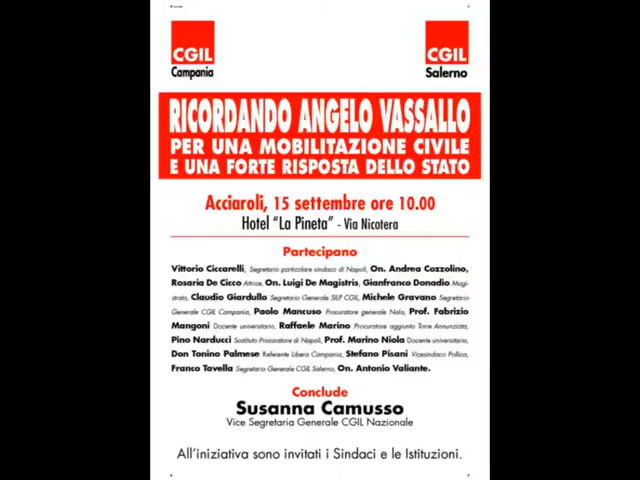 CGIL
Campania
CGIL
Salerno
RICORDANDO ANGELO VASSALLO
PER UNA MOBILITAZIONE CIVILE
E UNA FORTE RISPOSTA DELLO STATO
Acciaroli, 15 settembre ore 10.00
Hotel “La Pineta” - Via Nicotera
Partecipano
Vittorio Ciccarelli, Segretario particolare sindaco di Napoli, On. Andrea Cozzolino,
Rosaria De Cicco Attrice, On. Luigi De Magistris, Gianfranco Donadio Magi-
strato, Claudio Giardullo Segretario Generale SILP CGIL, Michele Gravano Segretario
Generale CGIL Campania, Paolo Mancuso Procuratore generale Nola, Prof. Fabrizio
Mangoni Docente universitario, Raffaele Marino Procuratore aggiunto Torre Annunziata,
Pino Narducci Sostituto Procuratore di Napoli, Prof. Marino Niola Docente universitario,
Don Tonino Palmese Referente Libera Campania, Stefano Pisani Vicesindaco Pollica,
Franco Tavella Segretario Generale CGIL Salerno, On. Antonio Valiante.
Conclude
Susanna Camusso
Vice Segretaria Generale CGIL Nazionale
All’iniziativa sono invitati i Sindaci e le Istituzioni.